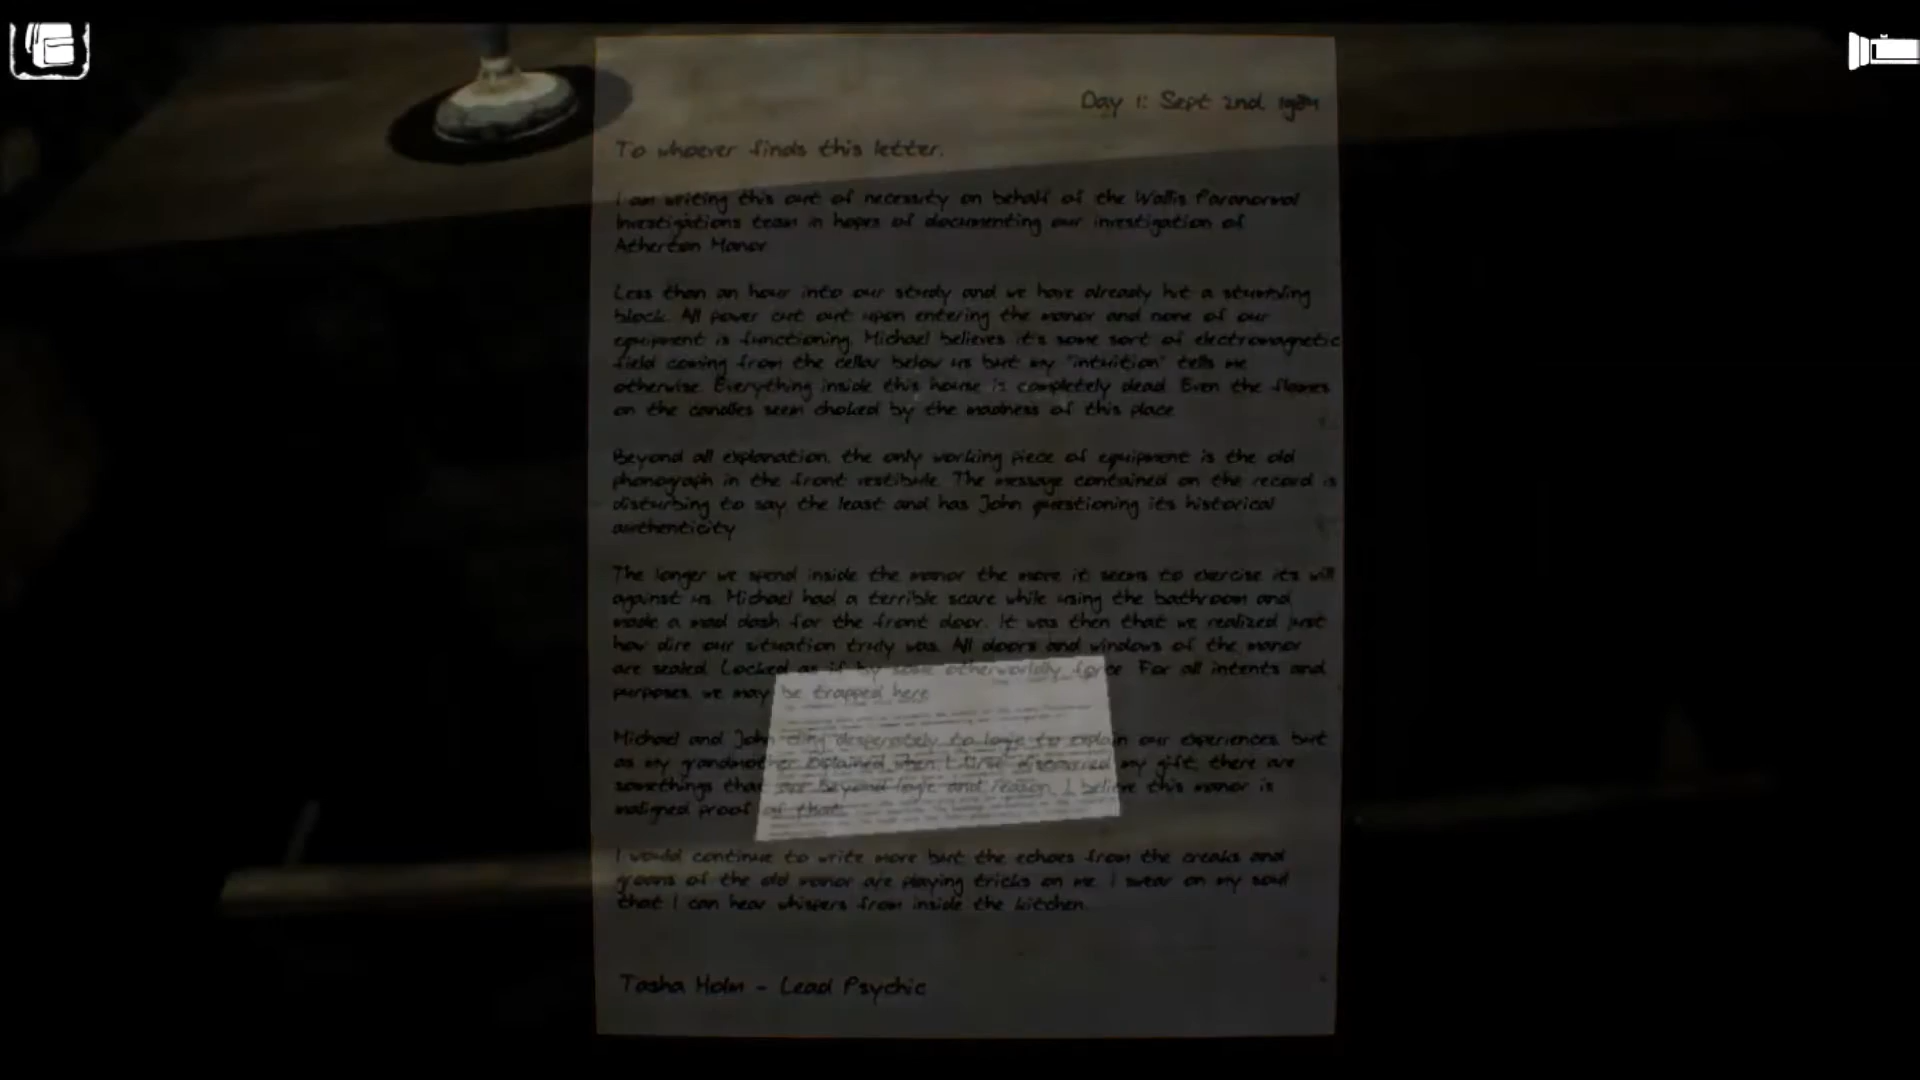 Day 1: Sept 2nd, 1984
To whoever finds this letter,
I am writing this out of necessity on behalf of the Wallis Paranormal
Investigations team in hopes of documenting our investigation of
Atherton Manor
Less than an hour into our study and we have already hit a stumbling
block. All power cut out upon entering the manor and none of our
equipment is functioning. Michael believes it's some sort of electromagnetic
field coming from the cellar below us but my "intuition" tells me
otherwise. Everything inside this house is completely dead. Even the flames
on the candles seem choked by the madness of this place
Beyond all explanation, the only working piece of equipment is the old
phonograph in the front vestibule. The message contained on the record is
disturbing to say the least and has John questioning its historical
authenticity
The longer we spend inside the manor the more it seems to exercise its will
against us. Michael had a terrible scare while using the bathroom and
made a mad dash for the front door. It was then that we realized just
how dire our situation truly was. All doors and windows of the manor
are sealed. Locked as if by some otherworldly force. For all intents and
purposes, we may be trapped here
Michael and John cling desperately to logic to explain our experiences, but
as my grandmother explained when I first discovered my gift, there are
somethings that are beyond logic and reason. I believe this manor is
maligned proof of that.
I would continue to write more but the echoes from the creaks and
groans of the old manor are playing tricks on me. I swear on my soul
that I can hear whispers from inside the kitchen.
Tasha Holm - Lead Psychic